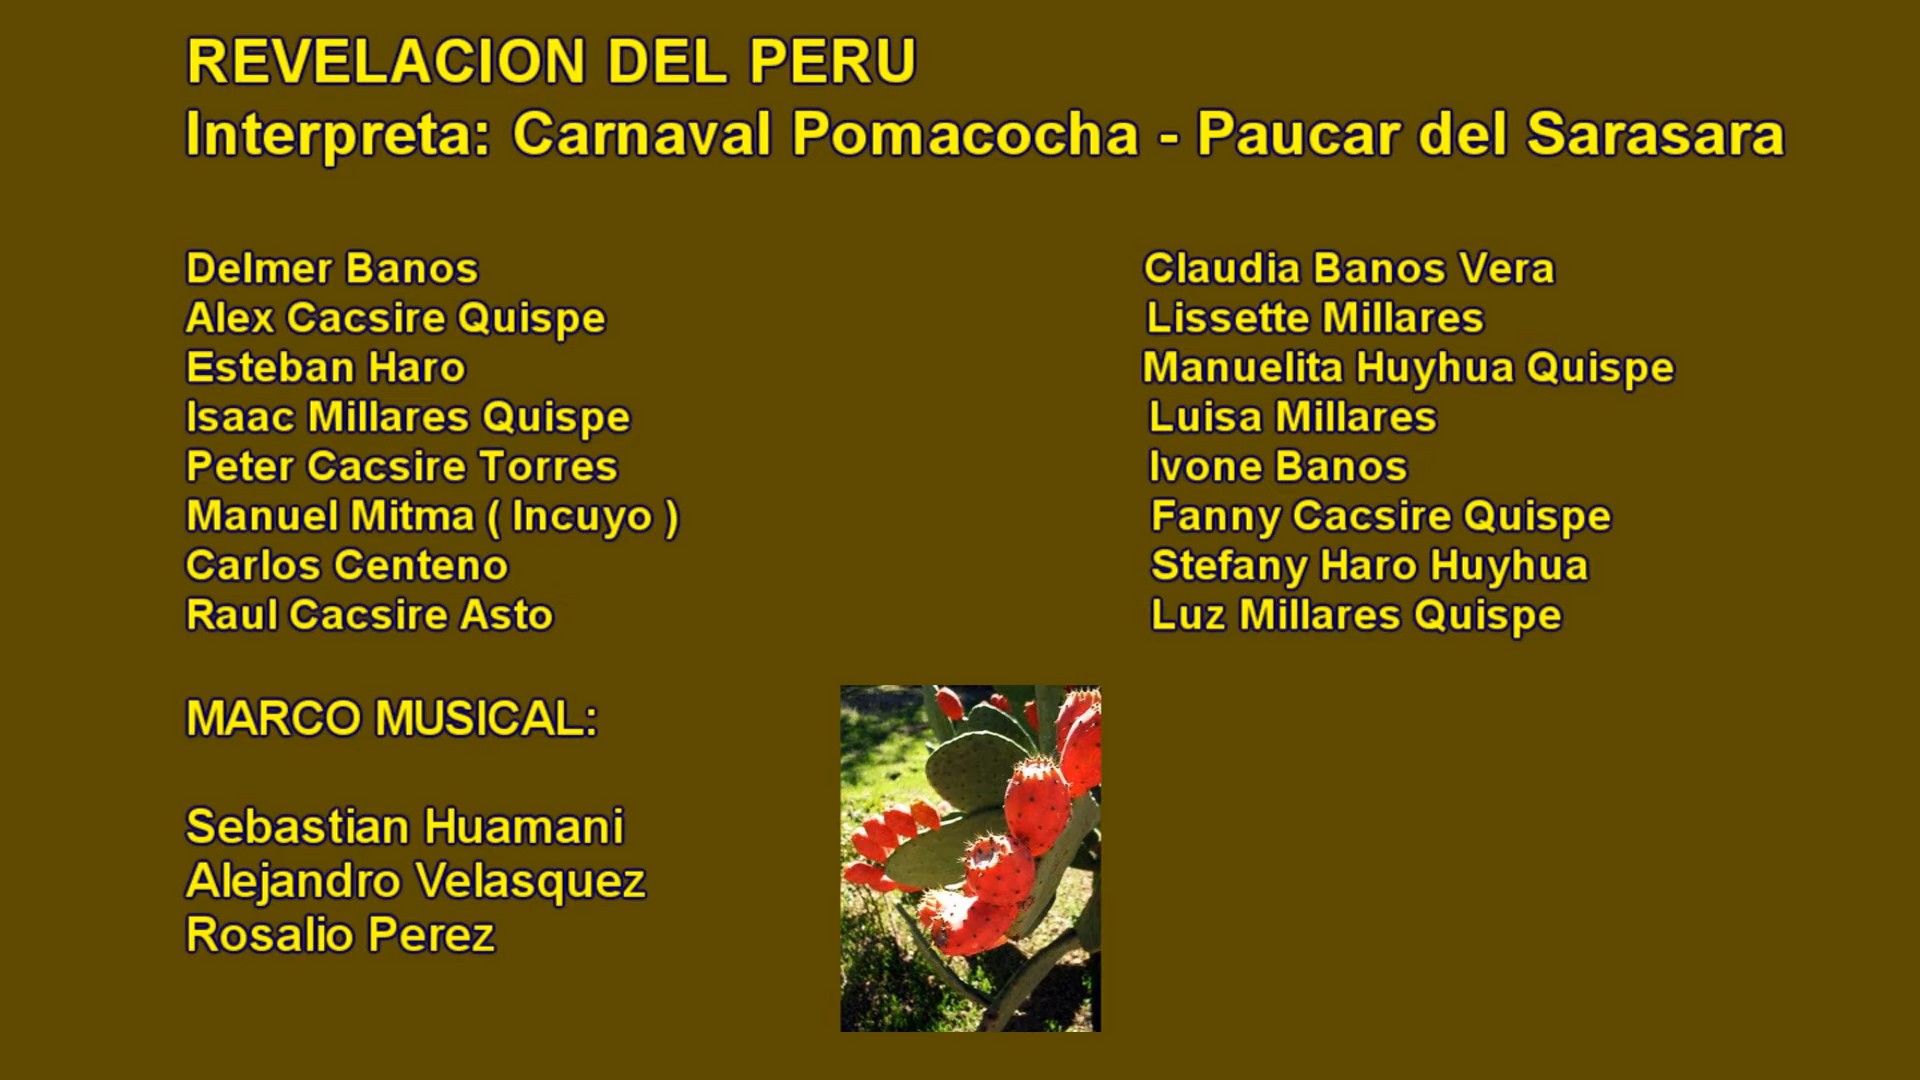 REVELACION DEL PERU
Interpreta: Carnaval Pomacocha - Paucar del Sarasara
Delmer Banos
Alex Cacsire Quispe
Esteban Haro
Isaac Millares Quispe
Peter Cacsire Torres
Manuel Mitma ( Incuyo )
Carlos Centeno
Raul Cacsire Asto
Claudia Banos Vera
Lissette Millares
Manuelita Huyhua Quispe
Luisa Millares
Ivone Banos
Fanny Cacsire Quispe
Stefany Haro Huyhua
Luz Millares Quispe
MARCO MUSICAL:
Sebastian Huamani
Alejandro Velasquez
Rosalio Perez